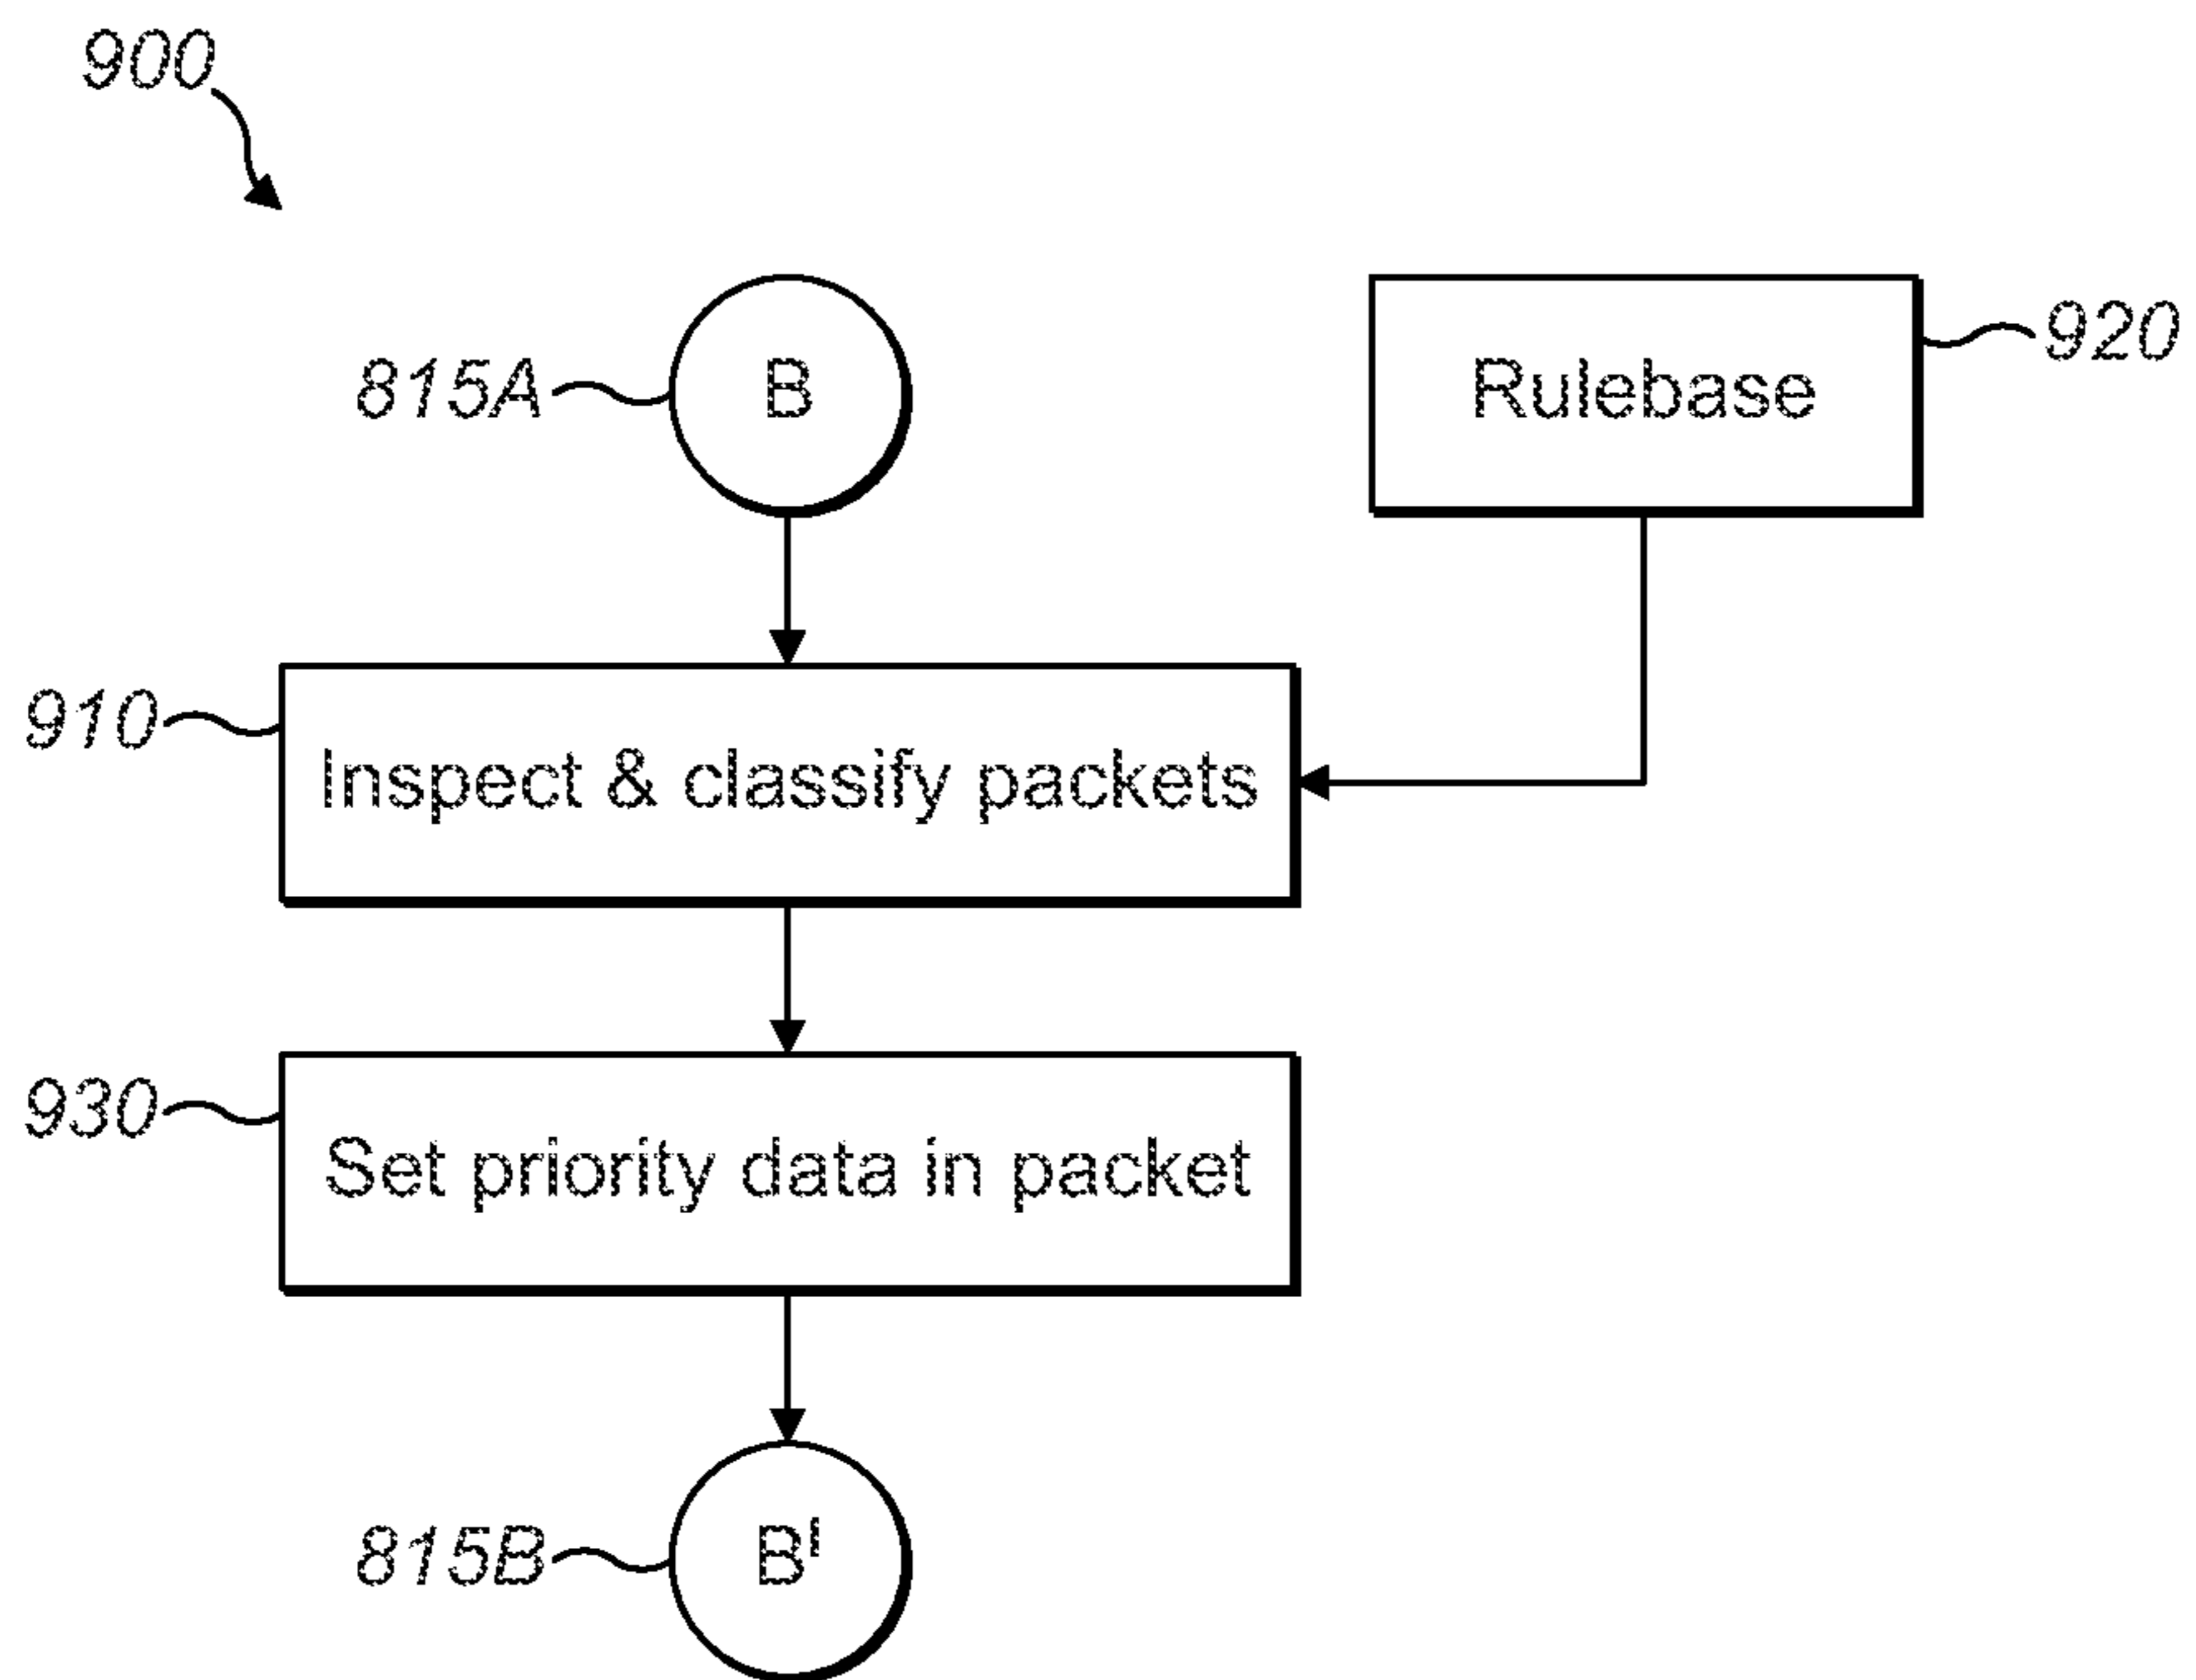 900
815A
B
Rulebase
920
910
Inspect & classify packets
930
Set priority data in packet
815B
B'